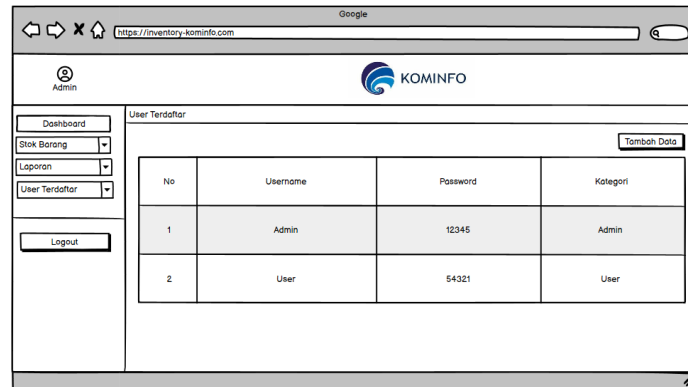 Google
https://inventory-kominfo.com
Admin
KOMINFO
Dashboard
Stok Barang
Laporan
User Terdaftar
Logout
User Terdaftar
Tambah Data
No Username Password Kategori
1 Admin 12345 Admin
2 User 54321 User